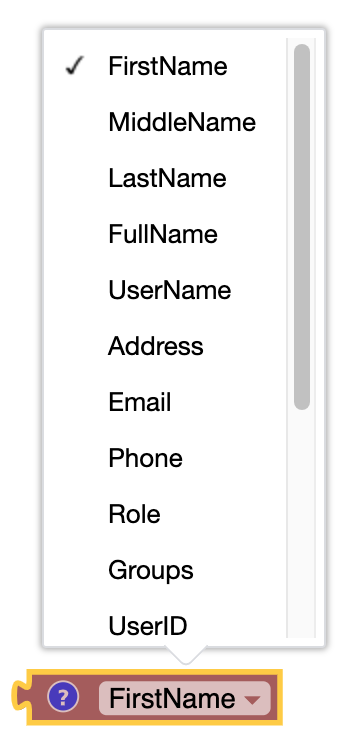 ✓ FirstName
MiddleName
LastName
FullName
UserName
Address
Email
Phone
Role
Groups
UserID
? FirstName